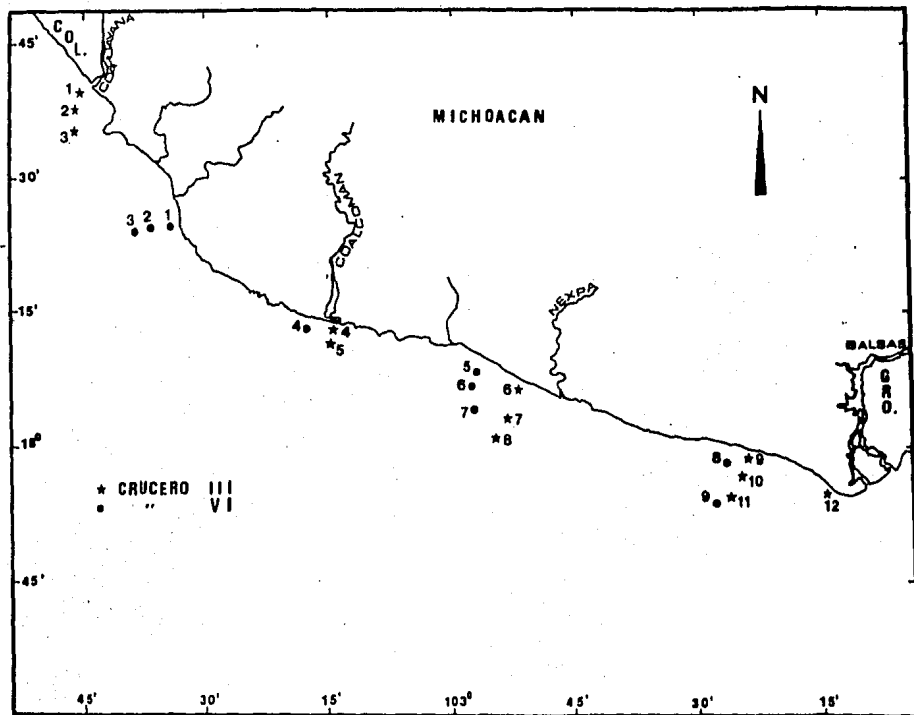 COL.
COAHUAYANA
45'
1
2
3
MICHOACAN
N
30'
3 2 1
COALCOMAN
15'
4 4
5
NEXPA
BALSAS
GRO.
5
6 6
7 7
8
18°
8 9
10
9 11
12
★ CRUCERO III
● " VI
45'
45' 30' 15' 103° 45' 30' 15'